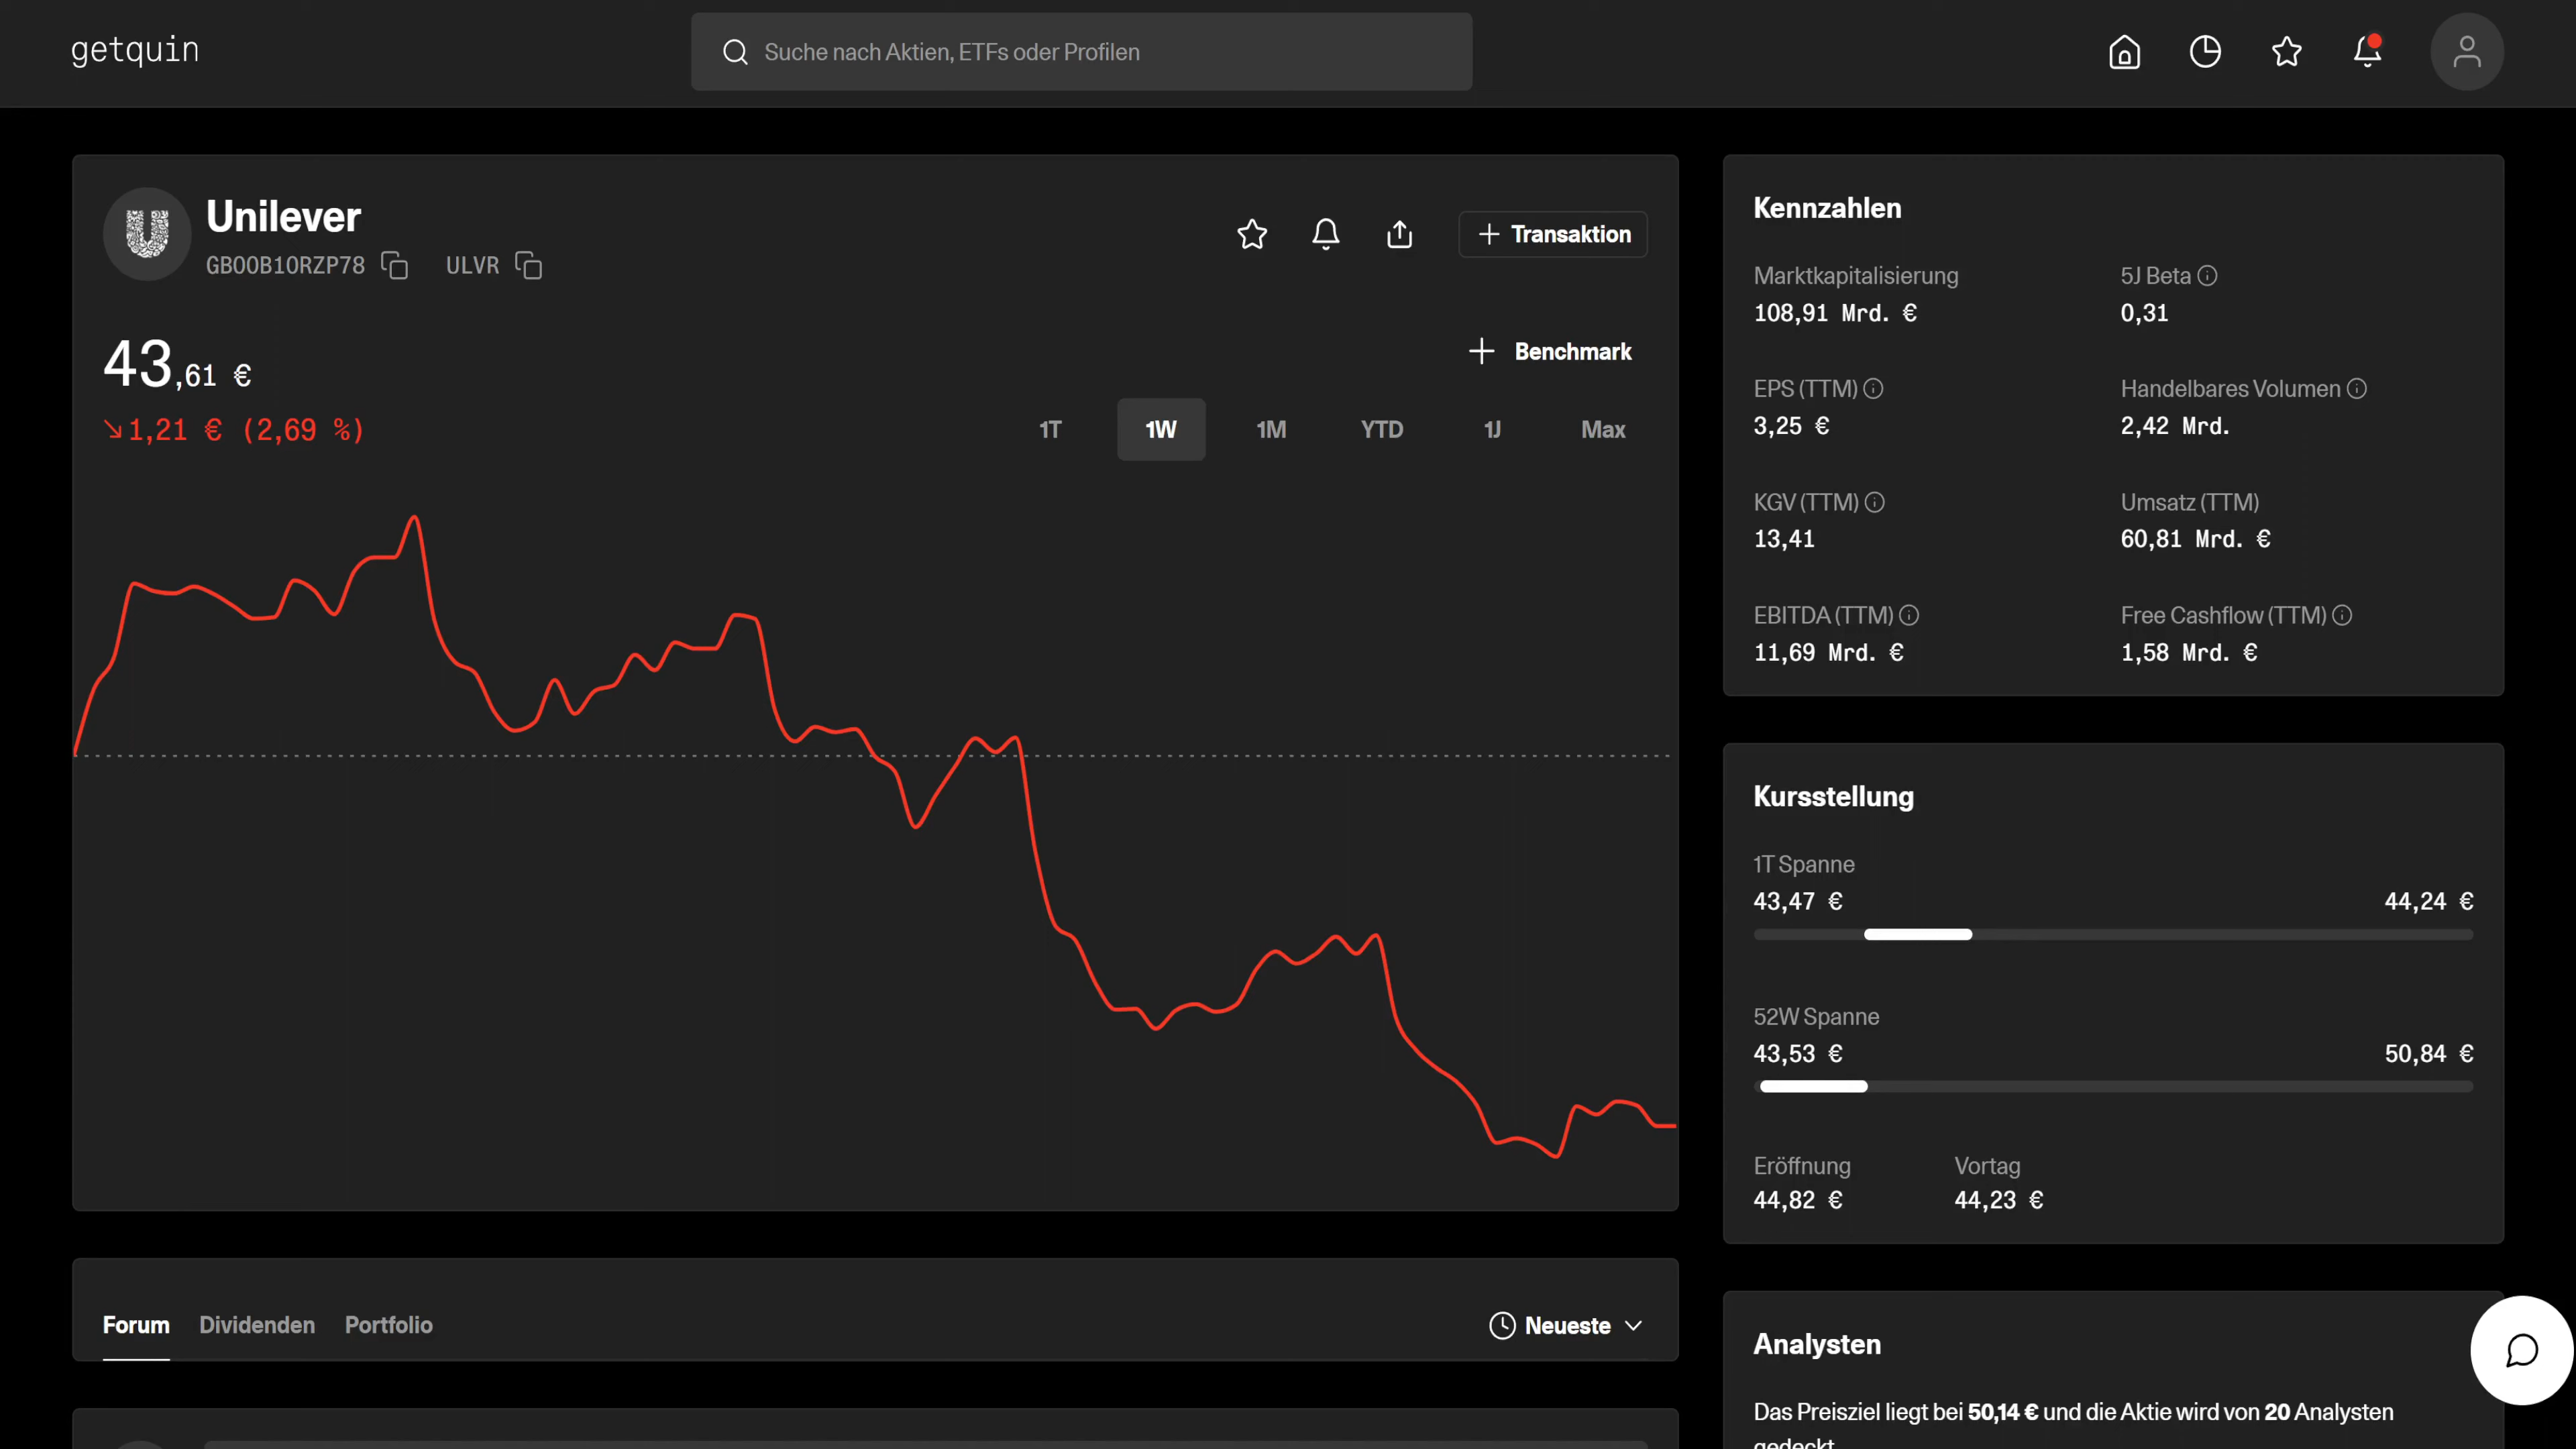 getquin
Suche nach Aktien, ETFs oder Profilen
Unilever
GB00B10RZP78
ULVR
Transaktion
43,61 €
1,21 € (2,69 %)
Benchmark
1T
1W
1M
YTD
1J
Max
Forum
Dividenden
Portfolio
Neueste
Kennzahlen
Marktkapitalisierung
108,91 Mrd. €
5J Beta
0,31
EPS (TTM)
3,25 €
Handelbares Volumen
2,42 Mrd.
KGV (TTM)
13,41
Umsatz (TTM)
60,81 Mrd. €
EBITDA (TTM)
11,69 Mrd. €
Free Cashflow (TTM)
1,58 Mrd. €
Kursstellung
1T Spanne
43,47 €
44,24 €
52W Spanne
43,53 €
50,84 €
Eröffnung
44,82 €
Vortag
44,23 €
Analysten
Das Preisziel liegt bei 50,14 € und die Aktie wird von 20 Analysten
gedeckt